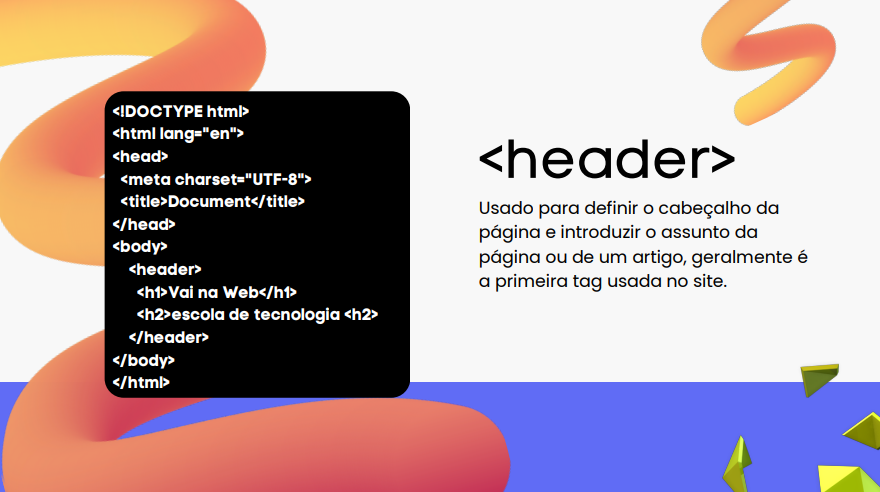 <!DOCTYPE html>
<html lang="en">
<head>
<meta charset="UTF-8">
<title>Document</title>
</head>
<body>
<header>
<h1>Vai na Web</h1>
<h2>escola de tecnologia <h2>
</header>
</body>
</html>
<header>
Usado para definir o cabeçalho da
página e introduzir o assunto da
página ou de um artigo, geralmente é
a primeira tag usada no site.